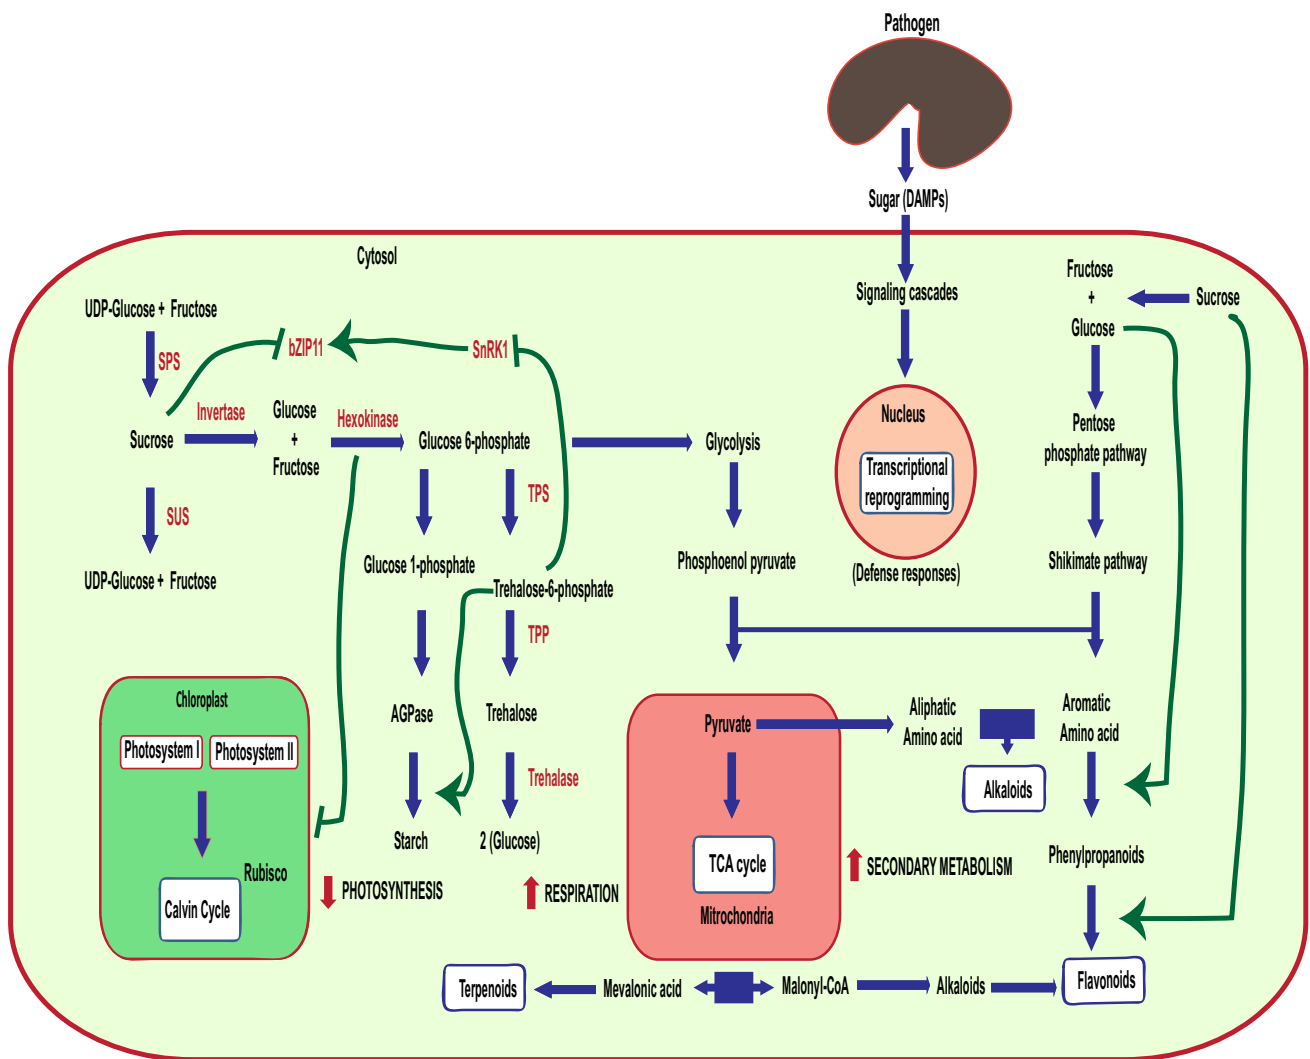 Pathogen
Sugar (DAMPs)
Cytosol
Signaling cascades
Fructose
+
Glucose
Sucrose
UDP-Glucose + Fructose
SPS
bZIP11
SnRK1
Sucrose
Invertase
Glucose
+
Fructose
Hexokinase
Glucose 6-phosphate
Glycolysis
Nucleus
Transcriptional
reprogramming
(Defense responses)
Pentose
phosphate pathway
SUS
TPS
UDP-Glucose + Fructose
Glucose 1-phosphate
Trehalose-6-phosphate
Phosphoenol pyruvate
Shikimate pathway
TPP
Chloroplast
Photosystem I
Photosystem II
Rubisco
Calvin Cycle
AGPase
Trehalose
Trehalase
Starch
2 (Glucose)
PHOTOSYNTHESIS
RESPIRATION
Pyruvate
TCA cycle
Mitrochondria
Aliphatic
Amino acid
Alkaloids
Aromatic
Amino acid
SECONDARY METABOLISM
Phenylpropanoids
Terpenoids
Mevalonic acid
Malonyl-CoA
Alkaloids
Flavonoids